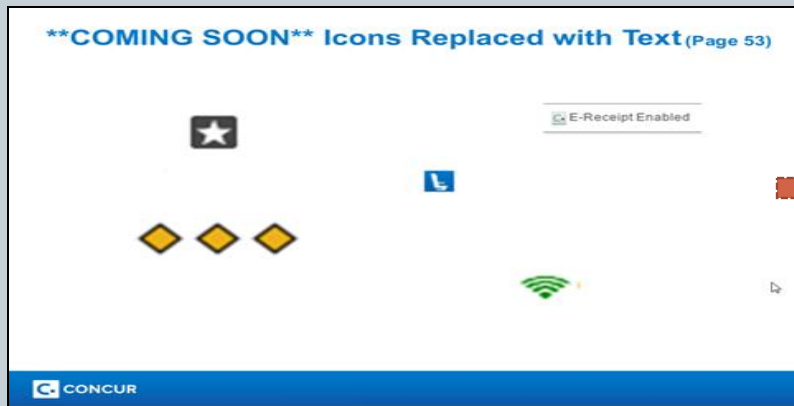 **COMING SOON** Icons Replaced with Text (Page 53)
E-Receipt Enabled
C. CONCUR